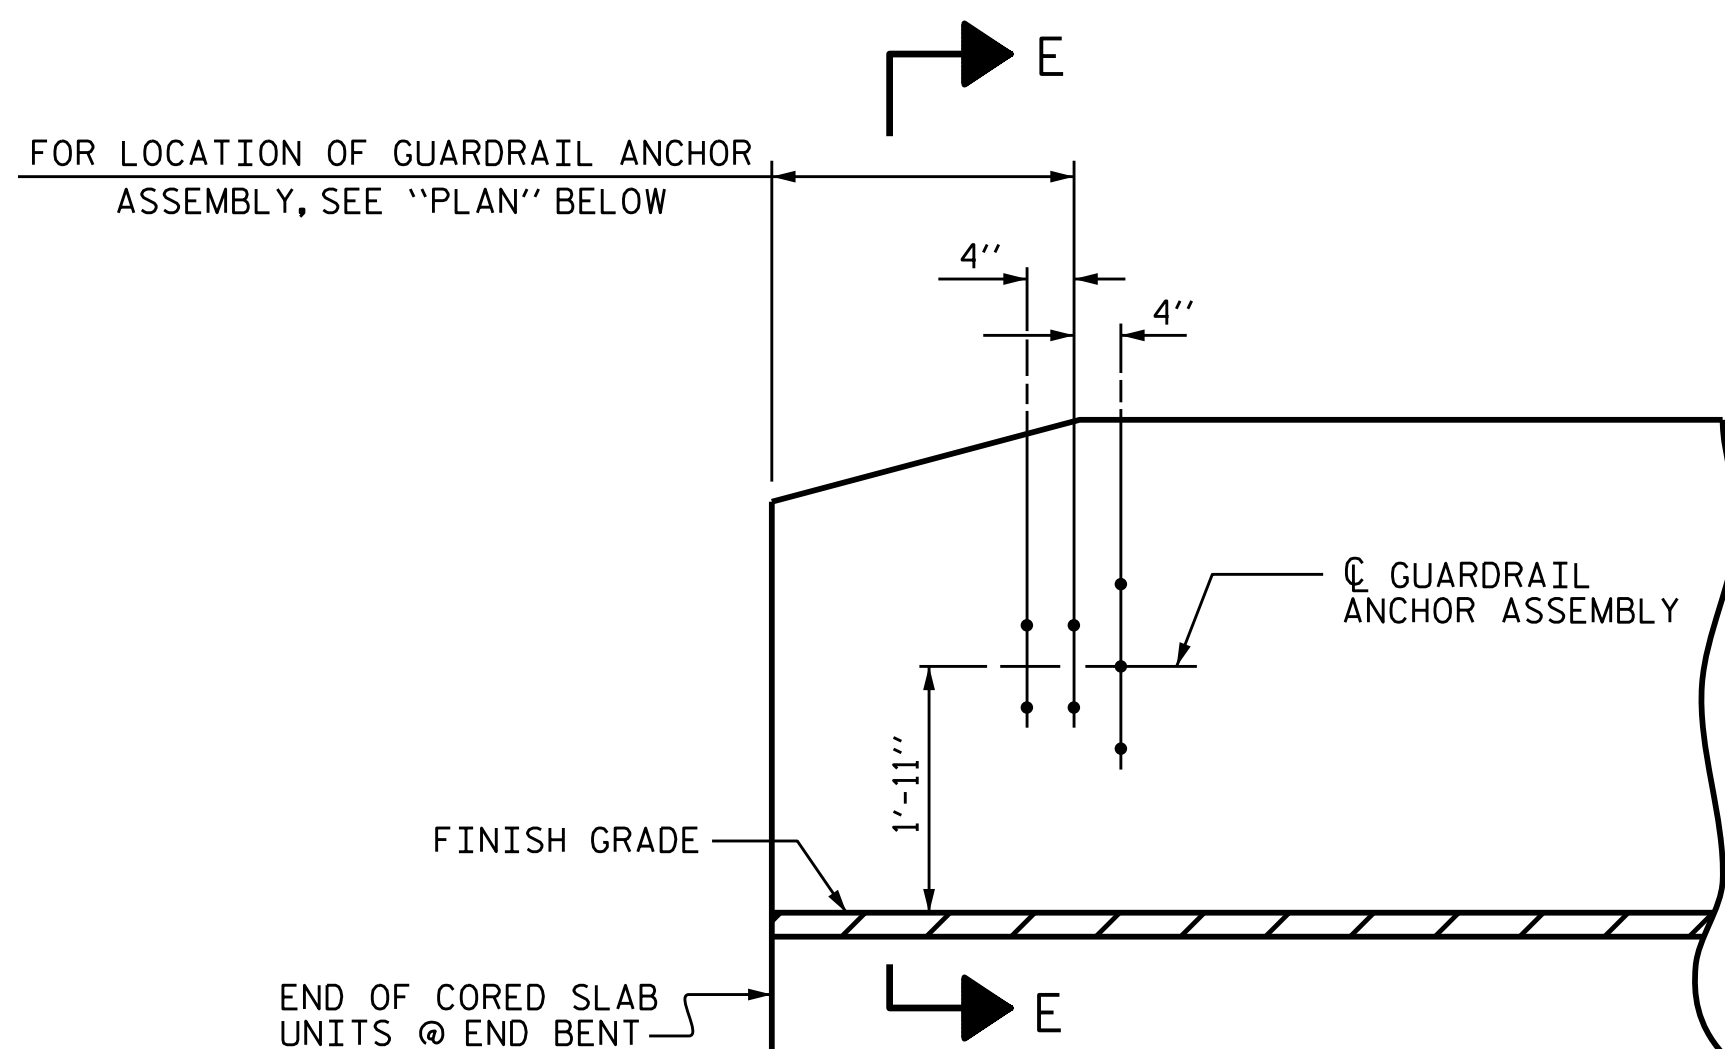 E
FOR LOCATION OF GUARDRAIL ANCHOR
ASSEMBLY, SEE ‵‵PLAN′′ BELOW
4′′
4′′
℄ GUARDRAIL
ANCHOR ASSEMBLY
1′-11′′
FINISH GRADE
END OF CORED SLAB
UNITS @ END BENT
E